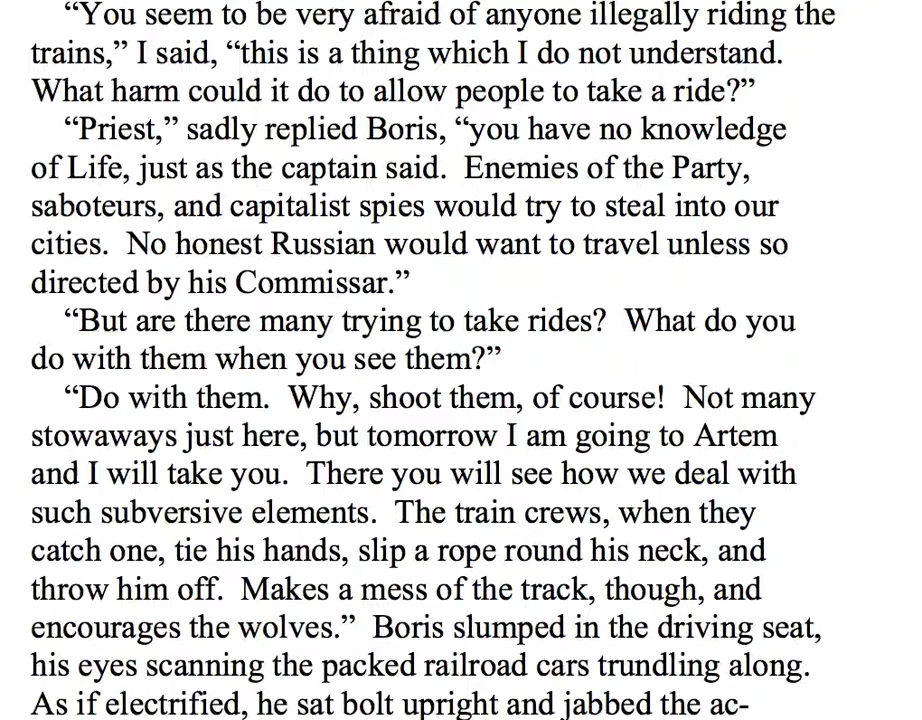 “You seem to be very afraid of anyone illegally riding the
trains,” I said, “this is a thing which I do not understand.
What harm could it do to allow people to take a ride?”
“Priest,” sadly replied Boris, “you have no knowledge
of Life, just as the captain said.  Enemies of the Party,
saboteurs, and capitalist spies would try to steal into our
cities.  No honest Russian would want to travel unless so
directed by his Commissar.”
“But are there many trying to take rides?  What do you
do with them when you see them?”
“Do with them.  Why, shoot them, of course!  Not many
stowaways just here, but tomorrow I am going to Artem
and I will take you.  There you will see how we deal with
such subversive elements.  The train crews, when they
catch one, tie his hands, slip a rope round his neck, and
throw him off.  Makes a mess of the track, though, and
encourages the wolves.”  Boris slumped in the driving seat,
his eyes scanning the packed railroad cars trundling along.
As if electrified, he sat bolt upright and jabbed the ac-